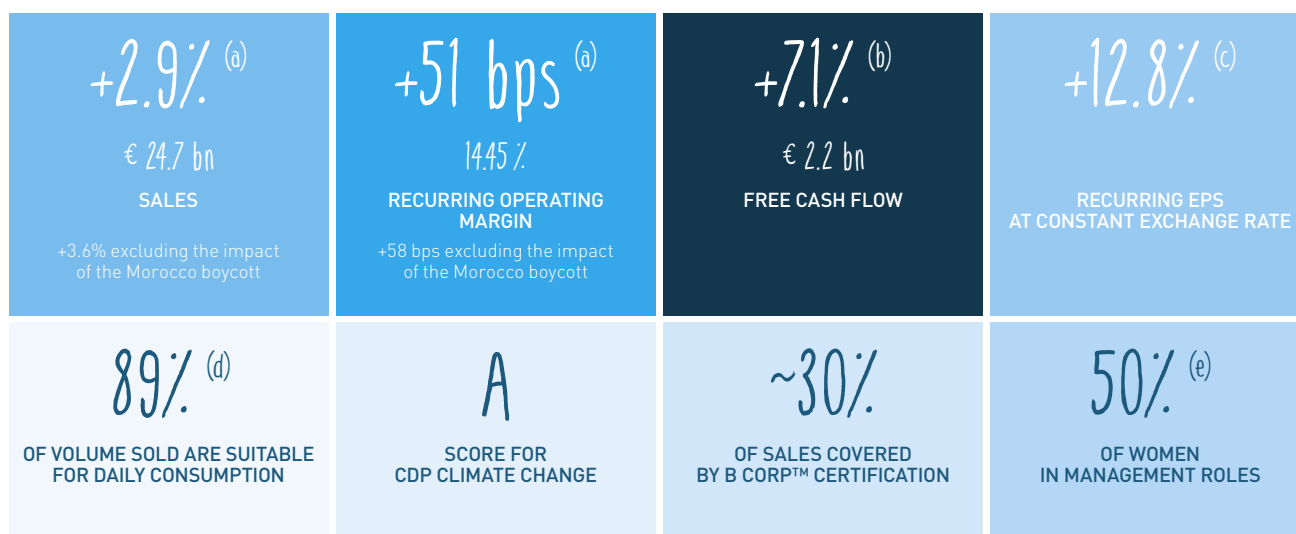 +2.9% (a)
€ 24.7 bn
SALES
+3.6% excluding the impact
of the Morocco boycott
+51 bps (a)
14.45 %
RECURRING OPERATING
MARGIN
+58 bps excluding the impact
of the Morocco boycott
+7.1% (b)
€ 2.2 bn
FREE CASH FLOW
+12.8% (c)
RECURRING EPS
AT CONSTANT EXCHANGE RATE
89% (d)
OF VOLUME SOLD ARE SUITABLE
FOR DAILY CONSUMPTION
A
SCORE FOR
CDP CLIMATE CHANGE
~30%
OF SALES COVERED
BY B CORP™ CERTIFICATION
50% (e)
OF WOMEN
IN MANAGEMENT ROLES